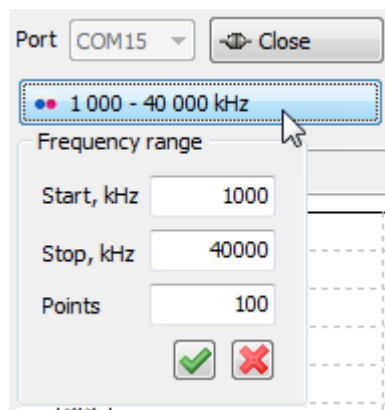 Port COM15 Close
1 000 - 40 000 kHz
Frequency range
Start, kHz 1000
Stop, kHz 40000
Points 100